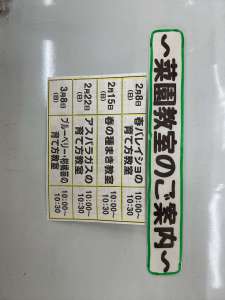 〜菜園教室のご案内〜
2月8日
(日)
春バレイショの
育て方教室
10:00〜
10:30
2月15日
(日)
春の種まき教室
10:00〜
10:30
2月22日
(日)
アスパラガスの
育て方教室
10:00〜
10:30
3月8日
(日)
ブルーベリー・柑橘苗の
育て方教室
10:00〜
10:30